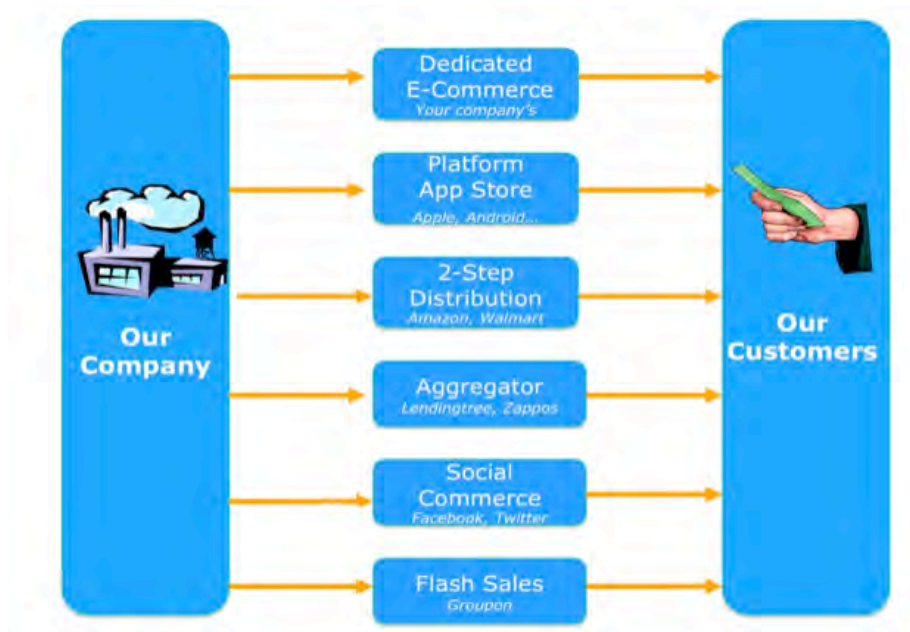 Our
Company
Dedicated
E-Commerce
Your company's
Platform
App Store
Apple, Android...
2-Step
Distribution
Amazon, Walmart
Aggregator
Lendingtree, Zappos
Social
Commerce
Facebook, Twitter
Flash Sales
Groupon
Our
Customers